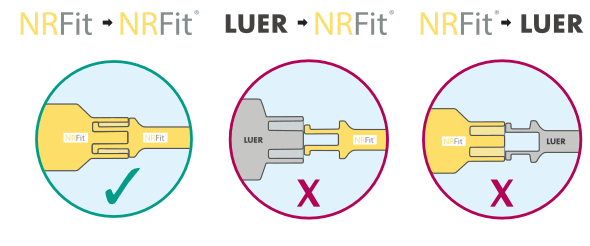 NRFit ➡ NRFit®
LUER ➡ NRFit®
NRFit® ➡ LUER
NRFit
NRFit
LUER
NRFit
NRFit
LUER
X
X